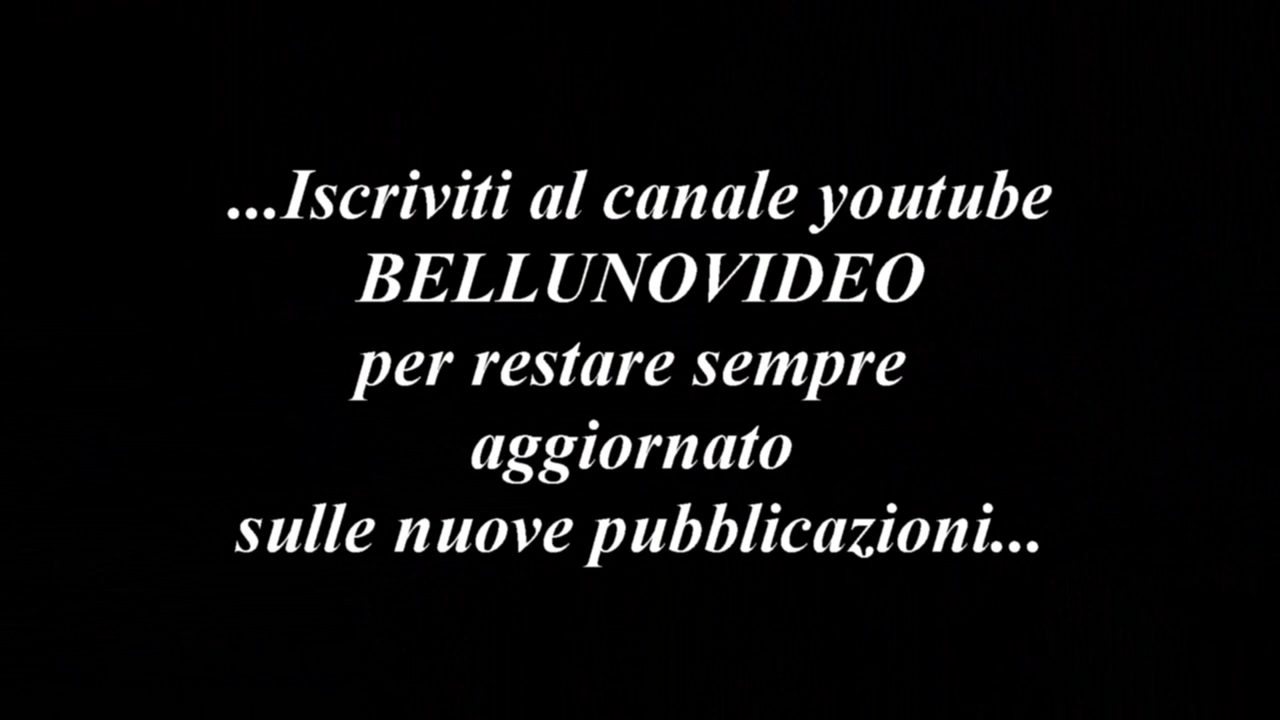 ...Iscriviti al canale youtube
BELLUNOVIDEO
per restare sempre
aggiornato
sulle nuove pubblicazioni...